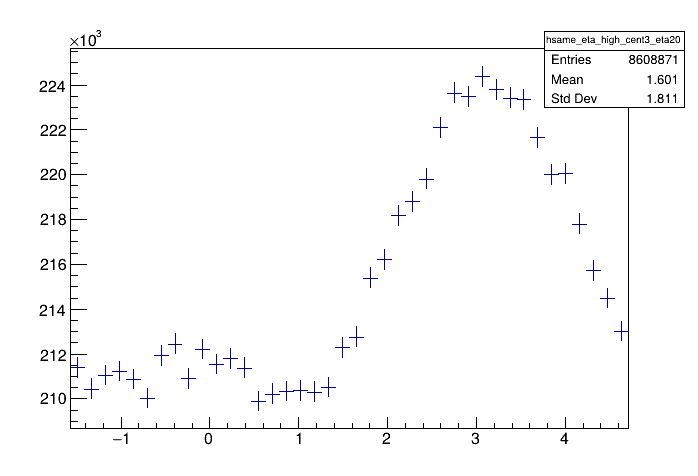 ×10³
hsame_eta_high_cent3_eta20
Entries 8608871
Mean 1.601
Std Dev 1.811
224
222
220
218
216
214
212
210
−1 0 1 2 3 4